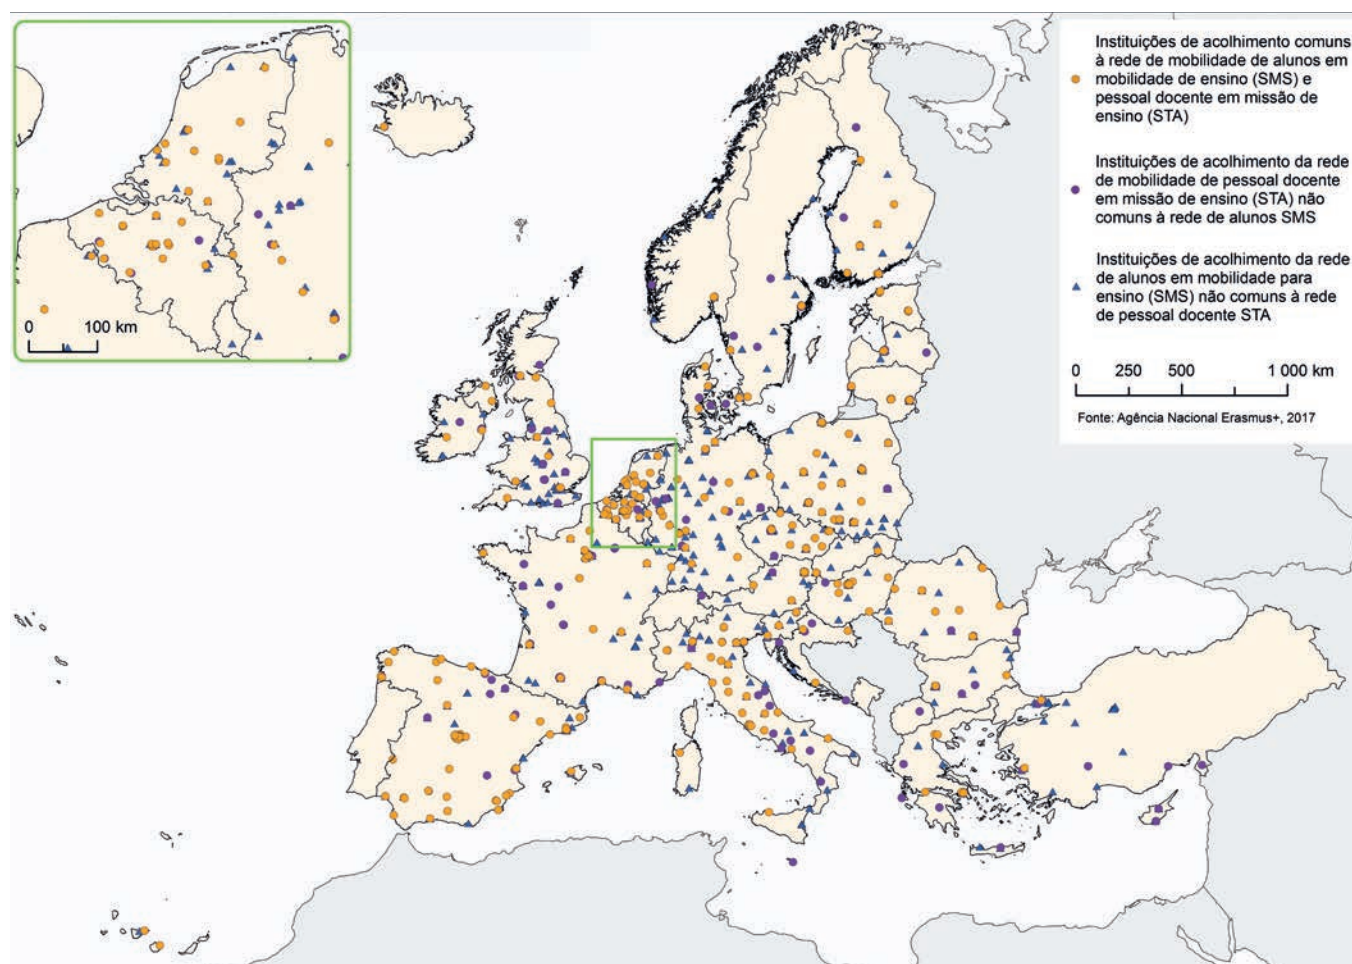 Instituições de acolhimento comuns
à rede de mobilidade de alunos em
mobilidade de ensino (SMS) e
pessoal docente em missão de
ensino (STA)
Instituições de acolhimento da rede
de mobilidade de pessoal docente
em missão de ensino (STA) não
comuns à rede de alunos SMS
Instituições de acolhimento da rede
de alunos em mobilidade para
ensino (SMS) não comuns à rede
de pessoal docente STA
0 250 500 1 000 km
Fonte: Agência Nacional Erasmus+, 2017
0 100 km